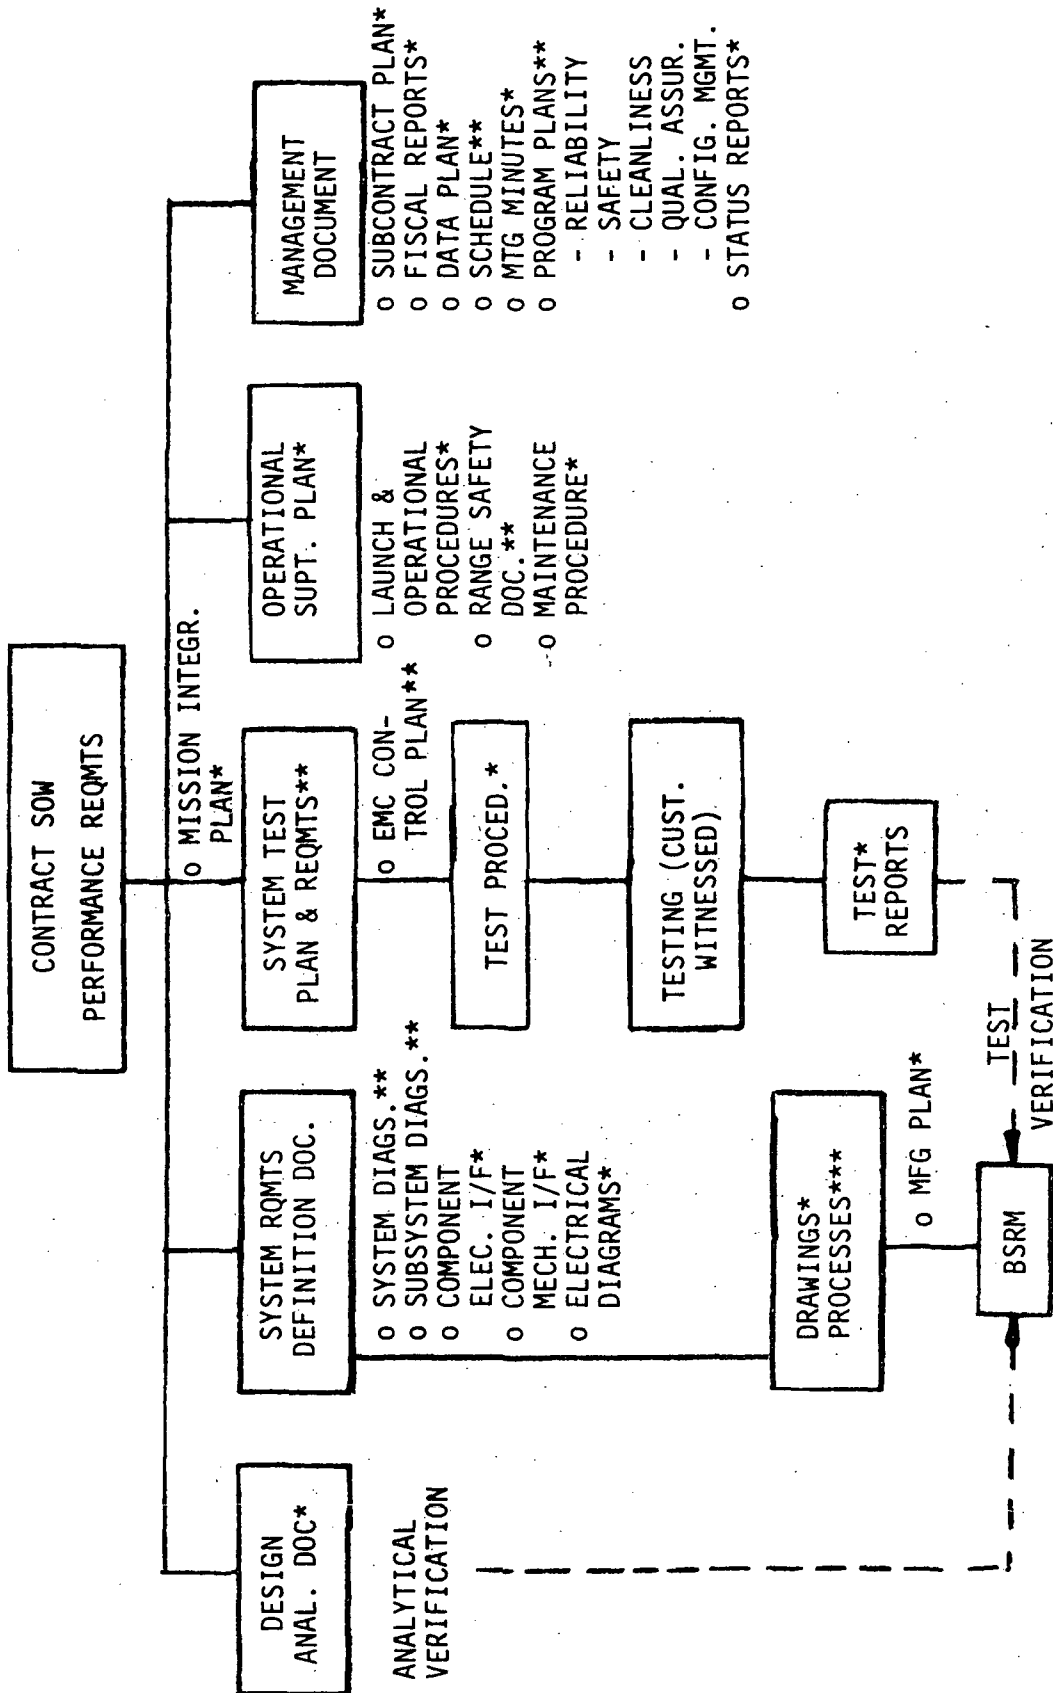 CONTRACT SOW
PERFORMANCE REQMTS
o MISSION INTEGR.
PLAN*
DESIGN
ANAL. DOC*
ANALYTICAL
VERIFICATION
SYSTEM RQMTS
DEFINITION DOC.
o SYSTEM DIAGS.**
o SUBSYSTEM DIAGS.**
o COMPONENT
ELEC. I/F*
o COMPONENT
MECH. I/F*
o ELECTRICAL
DIAGRAMS*
DRAWINGS*
PROCESSES***
o MFG PLAN*
BSRM
SYSTEM TEST
PLAN & REQMTS**
o EMC CON-
TROL PLAN**
TEST PROCED.*
TESTING (CUST.
WITNESSED)
TEST*
REPORTS
TEST
VERIFICATION
OPERATIONAL
SUPT. PLAN*
o LAUNCH &
OPERATIONAL
PROCEDURES*
o RANGE SAFETY
DOC.**
o MAINTENANCE
PROCEDURE*
MANAGEMENT
DOCUMENT
o SUBCONTRACT PLAN*
o FISCAL REPORTS*
o DATA PLAN*
o SCHEDULE**
o MTG MINUTES*
o PROGRAM PLANS**
- RELIABILITY
- SAFETY
- CLEANLINESS
- QUAL. ASSUR.
- CONFIG. MGMT.
o STATUS REPORTS*